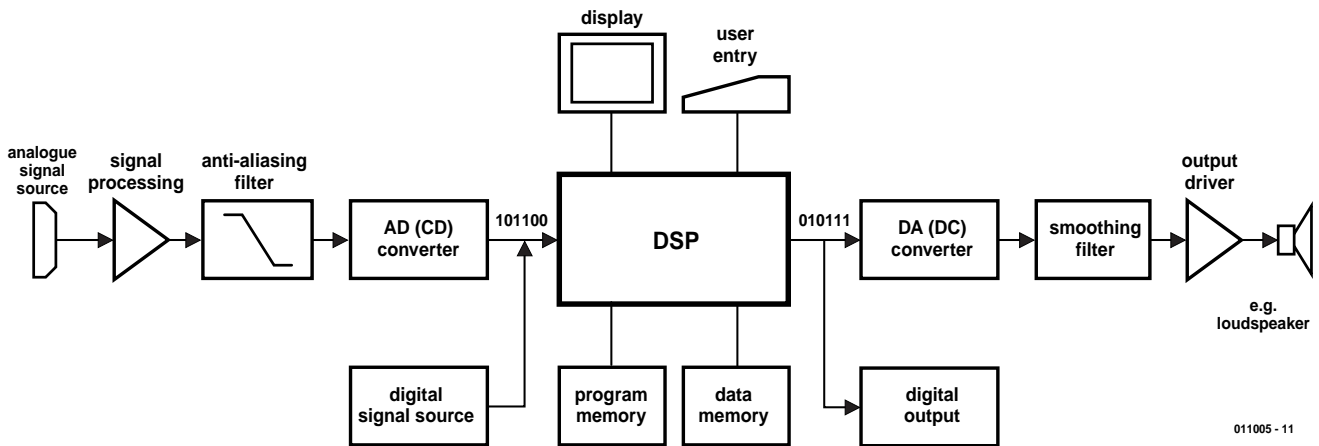 display
user
entry
analogue
signal
source
signal
processing
anti-aliasing
filter
AD (CD)
converter
101100
DSP
010111
DA (DC)
converter
smoothing
filter
output
driver
e.g.
loudspeaker
digital
signal source
program
memory
data
memory
digital
output
011005 - 11